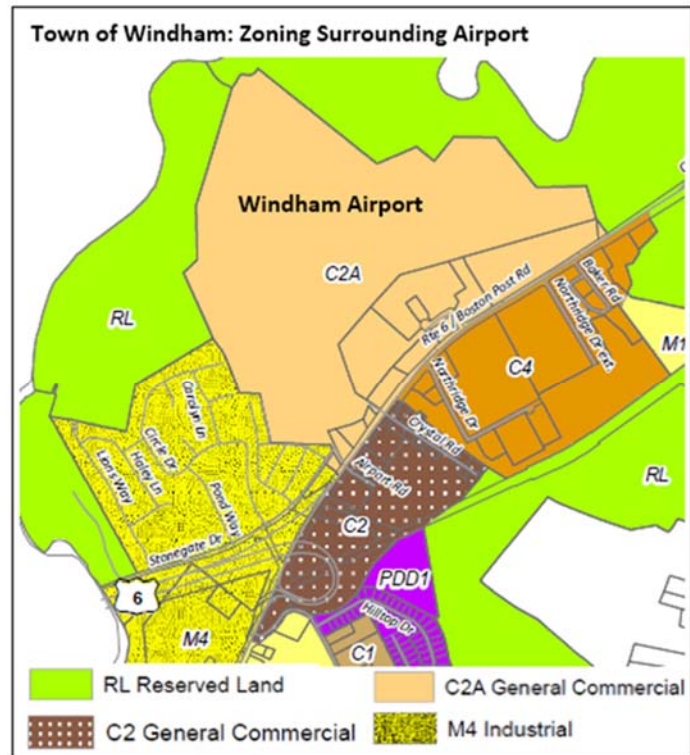 Town of Windham: Zoning Surrounding Airport
Windham Airport
C2A
RL
Rte 6 / Boston Post Rd
Baker Rd
Northridge Dr ext.
M1
C4
Northridge Dr
Crystal Rd
Airport Rd
Carolyn Ln
Circle Dr
Haley Ln
Lions Way
Pond Way
Stonegate Dr
C2
RL
PDD1
6
Hilltop Dr
M4
C1
RL Reserved Land
C2A General Commercial
C2 General Commercial
M4 Industrial